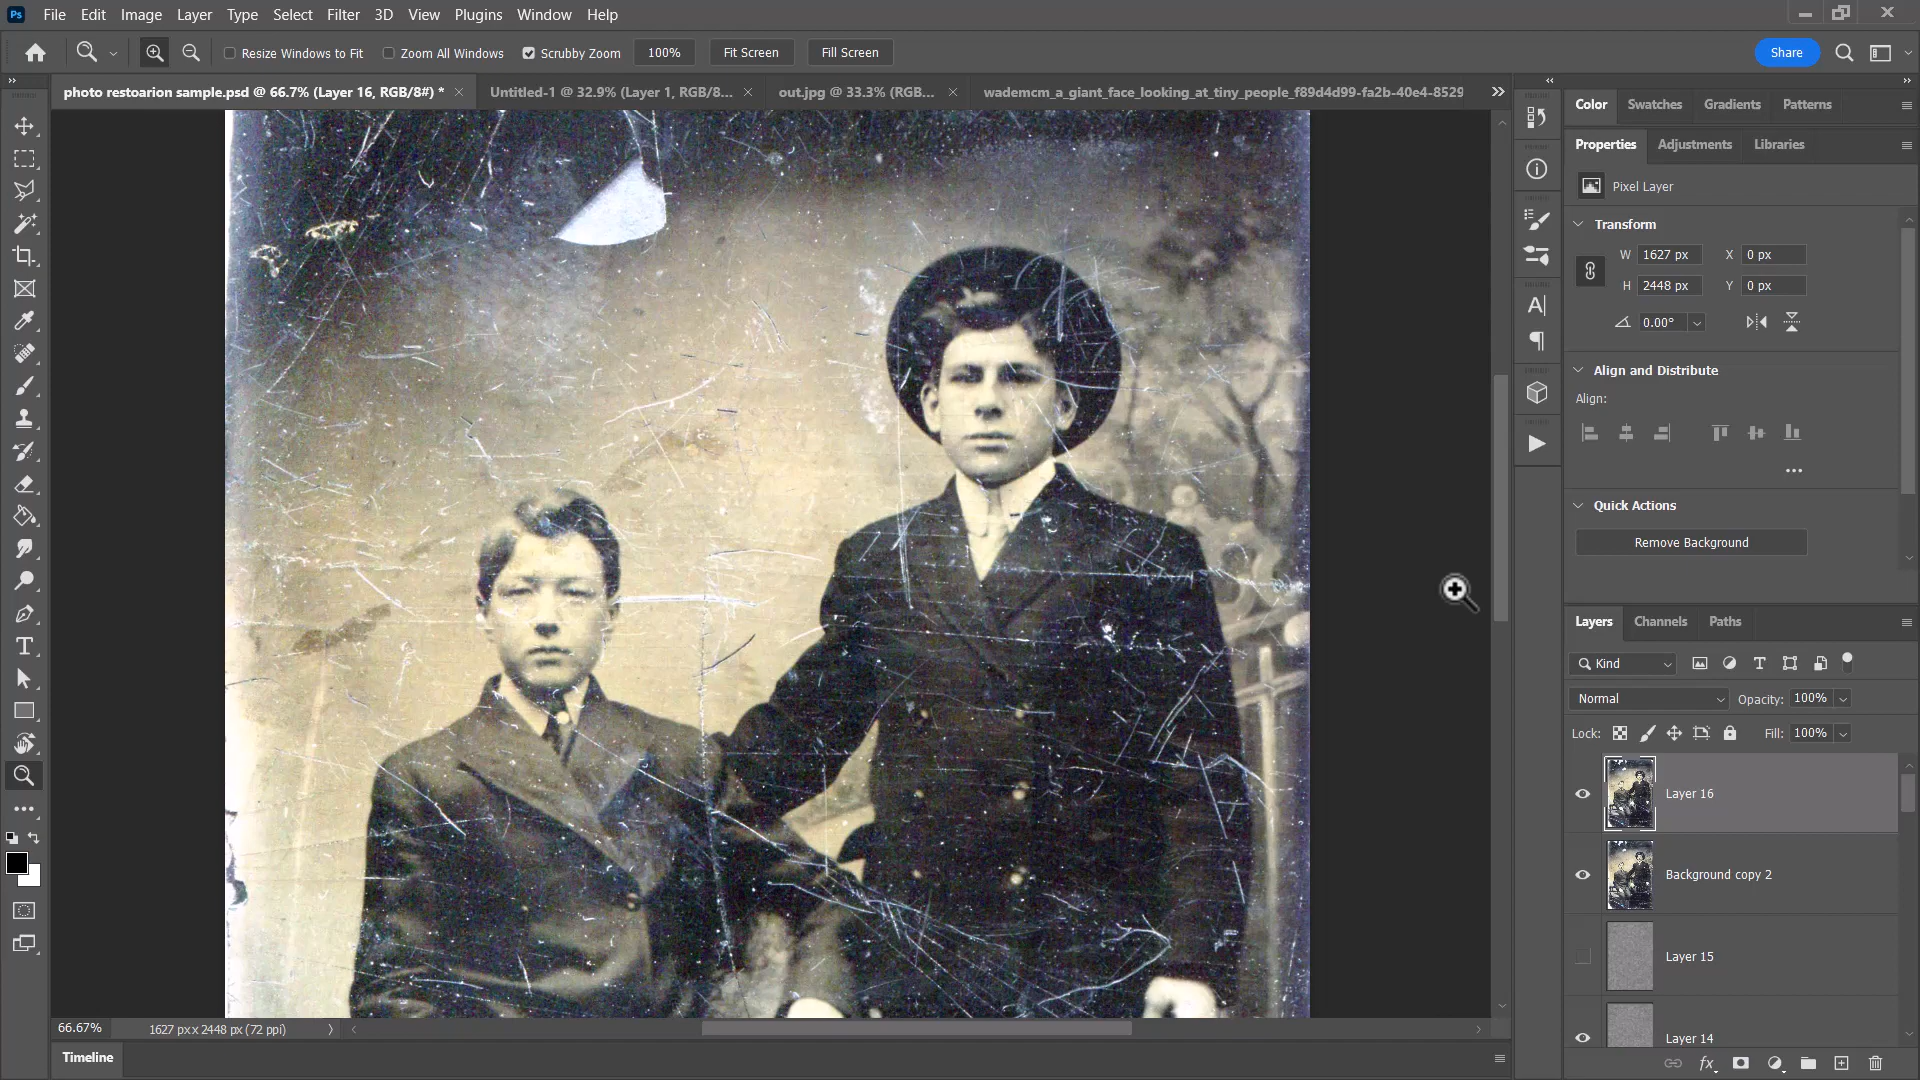 Ps File Edit Image Layer Type Select Filter 3D View Plugins Window Help
Resize Windows to Fit Zoom All Windows Scrubby Zoom 100% Fit Screen Fill Screen Share
photo restoarion sample.psd @ 66.7% (Layer 16, RGB/8#) * Untitled-1 @ 32.9% (Layer 1, RGB/8... out.jpg @ 33.3% (RGB... wademcm_a_giant_face_looking_at_tiny_people_f89d4d99-fa2b-40e4-8529
Color Swatches Gradients Patterns
Properties Adjustments Libraries
Pixel Layer
Transform
W 1627 px X 0 px
H 2448 px Y 0 px
0.00°
Align and Distribute
Align:
Quick Actions
Remove Background
Layers Channels Paths
Kind
Normal Opacity: 100%
Lock: Fill: 100%
Layer 16
Background copy 2
Layer 15
Layer 14
66.67% 1627 px x 2448 px (72 ppi)
Timeline